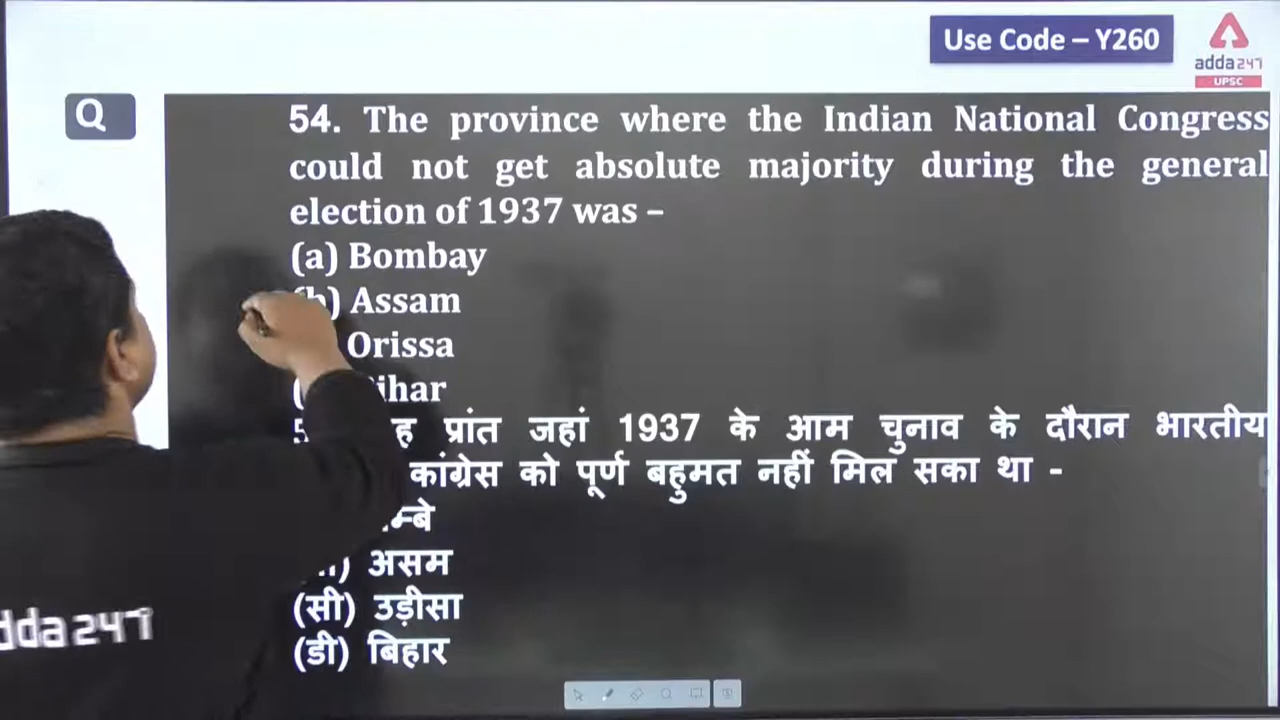 Use Code – Y260
adda247
UPSC
Q
54. The province where the Indian National Congress
could not get absolute majority during the general
election of 1937 was –
(a) Bombay
Assam
Orissa
प्रांत जहां 1937 के आम चुनाव के दौरान भारतीय
कांग्रेस को पूर्ण बहुमत नहीं मिल सका था -
असम
(सी) उड़ीसा
(डी) बिहार